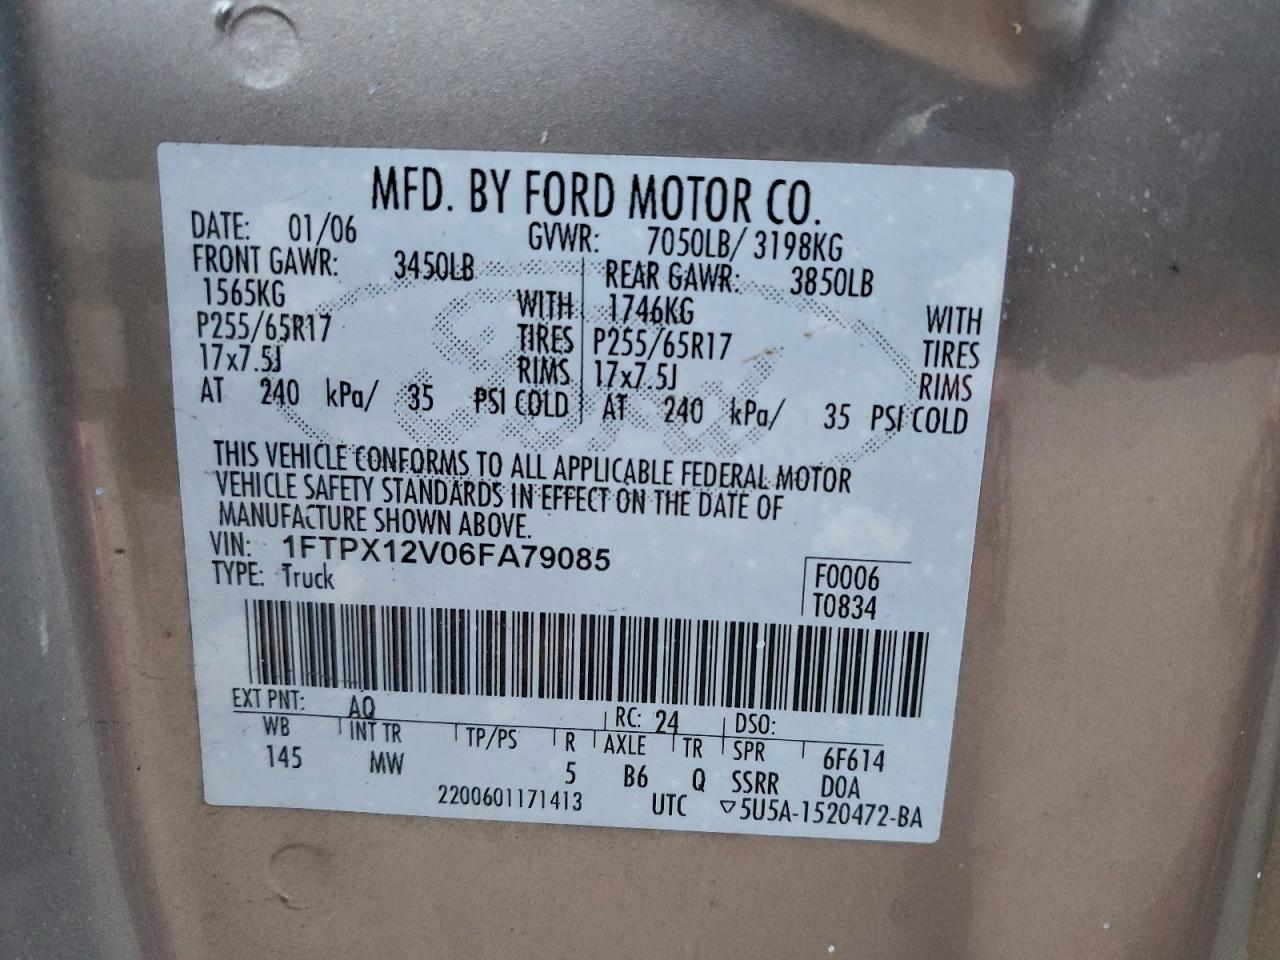 MFD. BY FORD MOTOR CO.
DATE: 01/06 GVWR: 7050LB/ 3198KG
FRONT GAWR: 3450LB REAR GAWR: 3850LB
1565KG WITH 1746KG WITH
P255/65R17 TIRES P255/65R17 TIRES
17x7.5J RIMS 17x7.5J RIMS
AT 240 kPa/ 35 PSI COLD AT 240 kPa/ 35 PSI COLD
THIS VEHICLE CONFORMS TO ALL APPLICABLE FEDERAL MOTOR
VEHICLE SAFETY STANDARDS IN EFFECT ON THE DATE OF
MANUFACTURE SHOWN ABOVE.
VIN: 1FTPX12V06FA79085
TYPE: Truck
F0006
T0834
EXT PNT: AQ RC: 24 DSO:
WB INT TR TP/PS R AXLE TR SPR 6F614
145 MW 5 B6 Q SSRR DOA
2200601171413 UTC ▽5U5A-1520472-BA